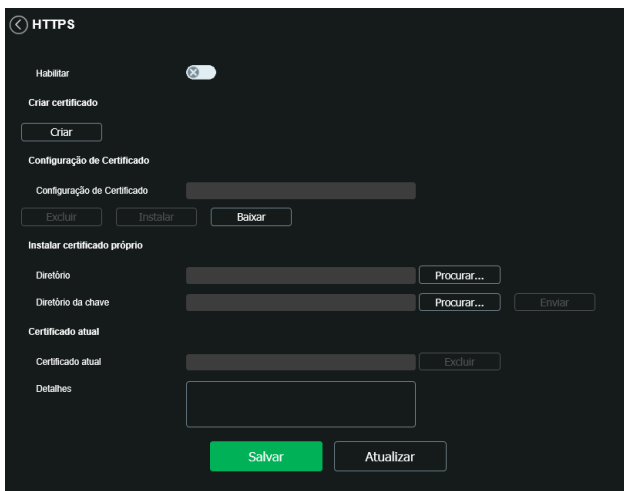 HTTPS
Habilitar
Criar certificado
Criar
Configuração de Certificado
Configuração de Certificado
Excluir Instalar Baixar
Instalar certificado próprio
Diretório Procurar...
Diretório da chave Procurar... Enviar
Certificado atual
Certificado atual Excluir
Detalhes
Salvar Atualizar